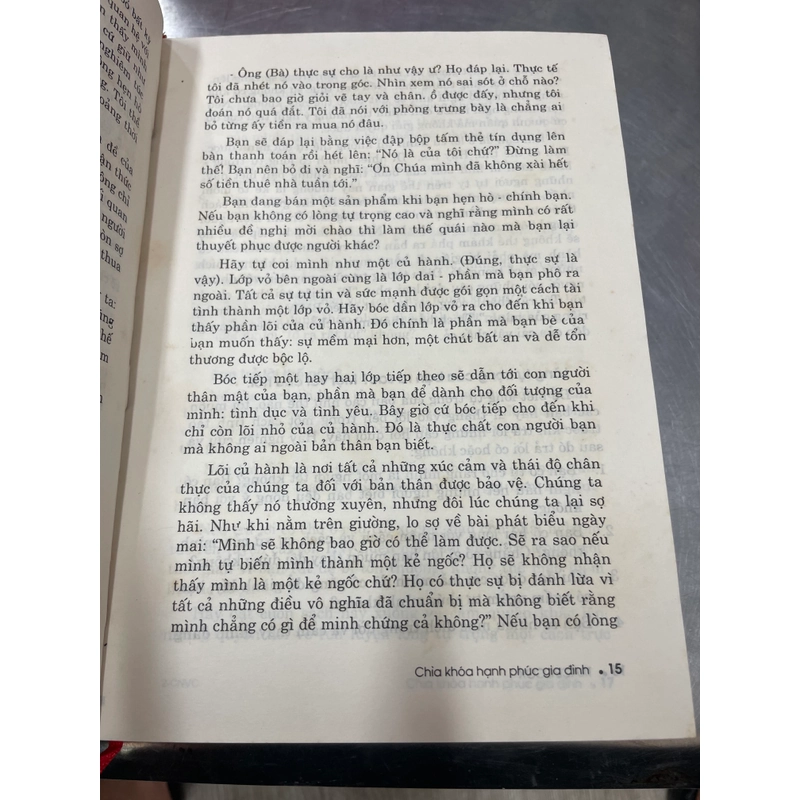 - Ông (Bà) thực sự cho là như vậy ư? Họ đáp lại. Thực tế
tôi đã nhét nó vào trong góc. Nhìn xem nó sai sót ở chỗ nào?
Tôi chưa bao giờ giỏi vẽ tay và chân. ồ được đấy, nhưng tôi
đoán nó quá đắt. Tôi đã nói với phòng trưng bày là chẳng ai
bỏ từng ấy tiền ra mua nó đâu.
Bạn sẽ đáp lại bằng việc đập bộp tấm thẻ tín dụng lên
bàn thanh toán rồi hét lên: “Nó là của tôi chứ?” Đừng làm
thế! Bạn nên bỏ đi và nghĩ: “Ơn Chúa mình đã không xài hết
số tiền thuê nhà tuần tới.”
Bạn đang bán một sản phẩm khi bạn hẹn hò - chính bạn.
Nếu bạn không có lòng tự trọng cao và nghĩ rằng mình có rất
nhiều đề nghị mời chào thì làm thế quái nào mà bạn lại
thuyết phục được người khác?
Hãy tự coi mình như một củ hành. (Đúng, thực sự là
vậy). Lớp vỏ bên ngoài cùng là lớp dai - phần mà bạn phô ra
ngoài. Tất cả sự tự tin và sức mạnh được gói gọn một cách tài
tình thành một lớp vỏ. Hãy bóc dần lớp vỏ ra cho đến khi bạn
thấy phần lõi của củ hành. Đó chính là phần mà bạn bè của
bạn muốn thấy: sự mềm mại hơn, một chút bất an và dễ tổn
thương được bộc lộ.
Bóc tiếp một hay hai lớp tiếp theo sẽ dẫn tới con người
thân mật của bạn, phần mà bạn để dành cho đối tượng của
mình: tình dục và tình yêu. Bây giờ cứ bóc tiếp cho đến khi
chỉ còn lõi nhỏ của củ hành. Đó là thực chất con người bạn
mà không ai ngoài bản thân bạn biết.
Lõi củ hành là nơi tất cả những xúc cảm và thái độ chân
thực của chúng ta đối với bản thân được bảo vệ. Chúng ta
không thấy nó thường xuyên, nhưng đôi lúc chúng ta lại sợ
hãi. Như khi nằm trên giường, lo sợ về bài phát biểu ngày
mai: “Mình sẽ không bao giờ có thể làm được. Sẽ ra sao nếu
mình tự biến mình thành một kẻ ngốc? Họ sẽ không nhận
thấy mình là một kẻ ngốc chứ? Họ có thực sự bị đánh lừa vì
tất cả những điều vô nghĩa đã chuẩn bị mà không biết rằng
mình chẳng có gì để minh chứng cả không?” Nếu bạn có lòng
Chìa khóa hạnh phúc gia đình • 15